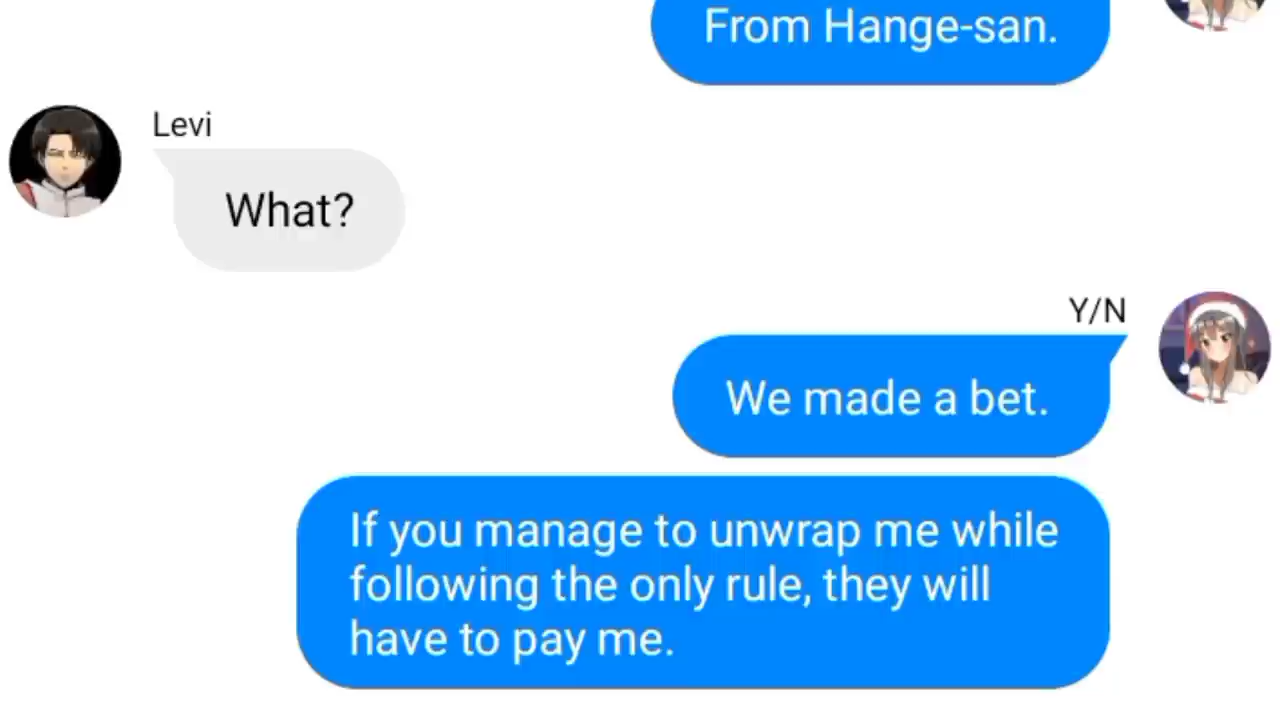 From Hange-san.
Levi
What?
Y/N
We made a bet.
If you manage to unwrap me while
following the only rule, they will
have to pay me.